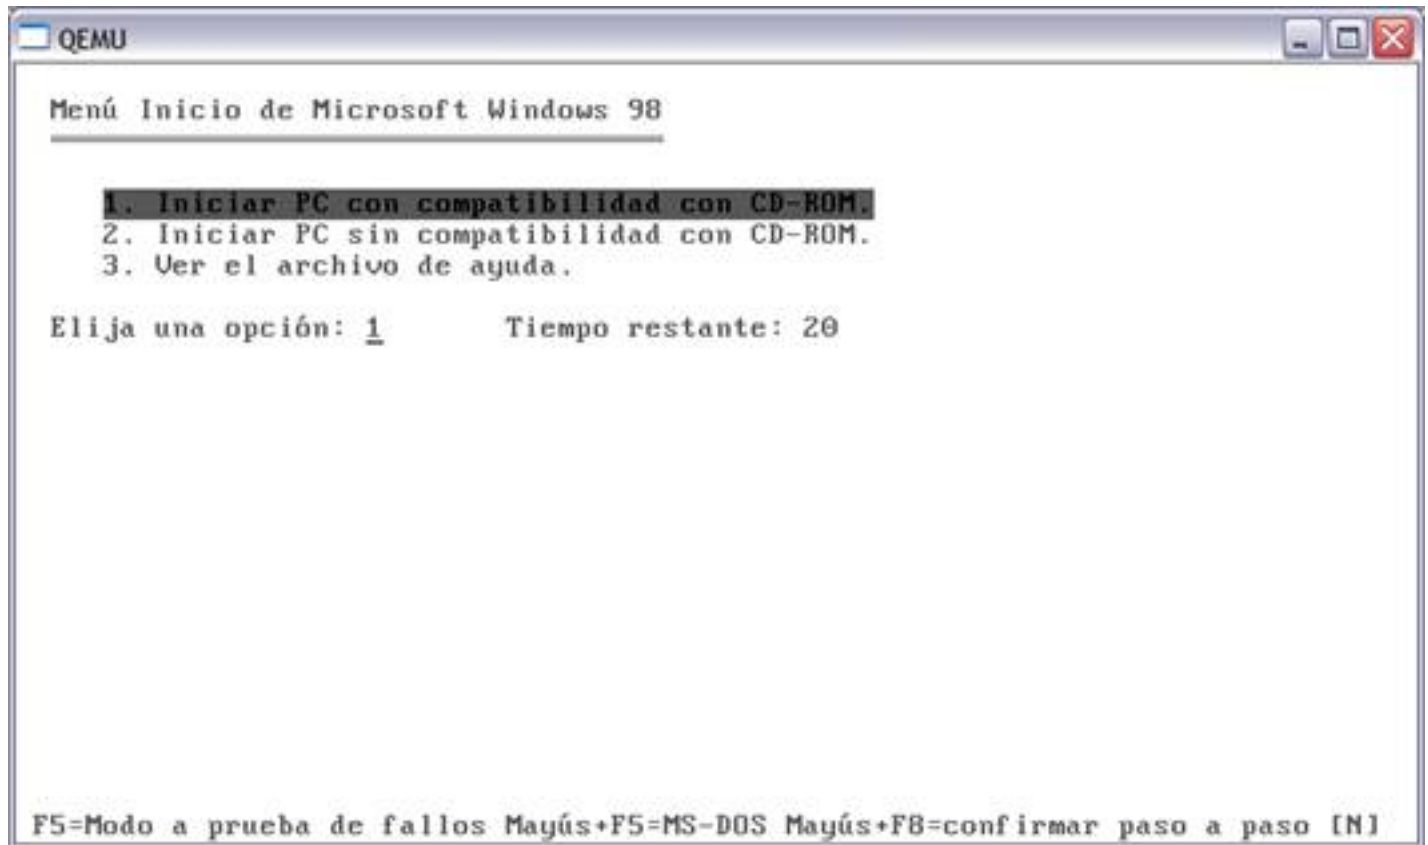 QEMU
Menú Inicio de Microsoft Windows 98
1. Iniciar PC con compatibilidad con CD-ROM.
2. Iniciar PC sin compatibilidad con CD-ROM.
3. Ver el archivo de ayuda.
Elija una opción: 1 Tiempo restante: 20
F5=Modo a prueba de fallos Mayús+F5=MS-DOS Mayús+F8=confirmar paso a paso [N]